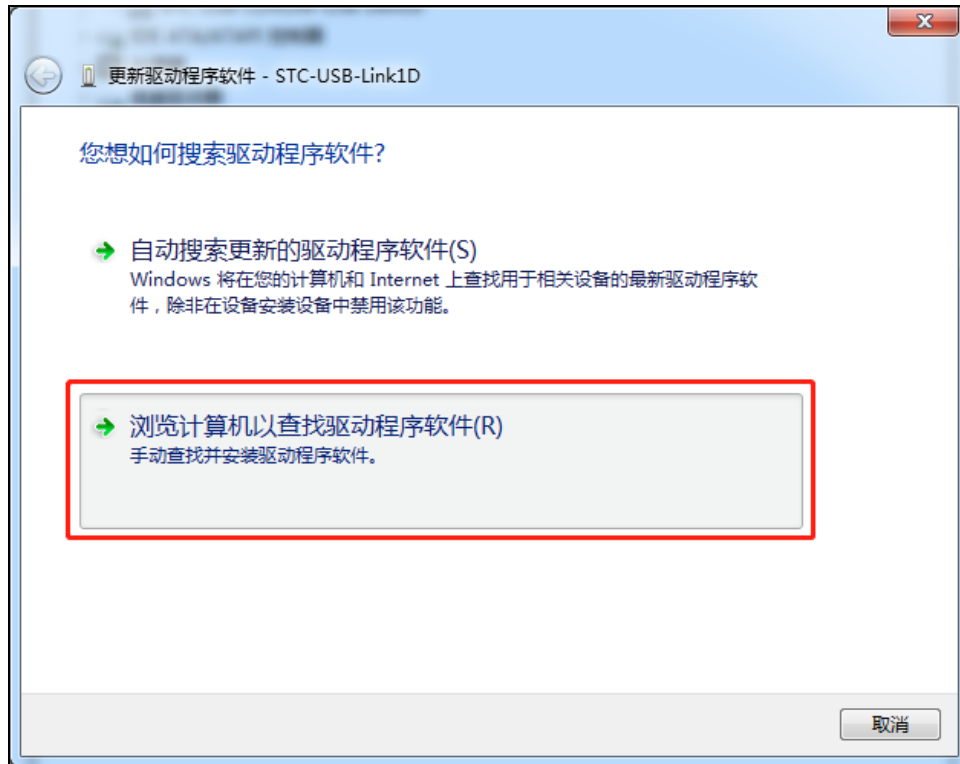 更新驱动程序软件 - STC-USB-Link1D
您想如何搜索驱动程序软件?
自动搜索更新的驱动程序软件(S)
Windows 将在您的计算机和 Internet 上查找用于相关设备的最新驱动程序软
件，除非在设备安装设备中禁用该功能。
浏览计算机以查找驱动程序软件(R)
手动查找并安装驱动程序软件。
取消